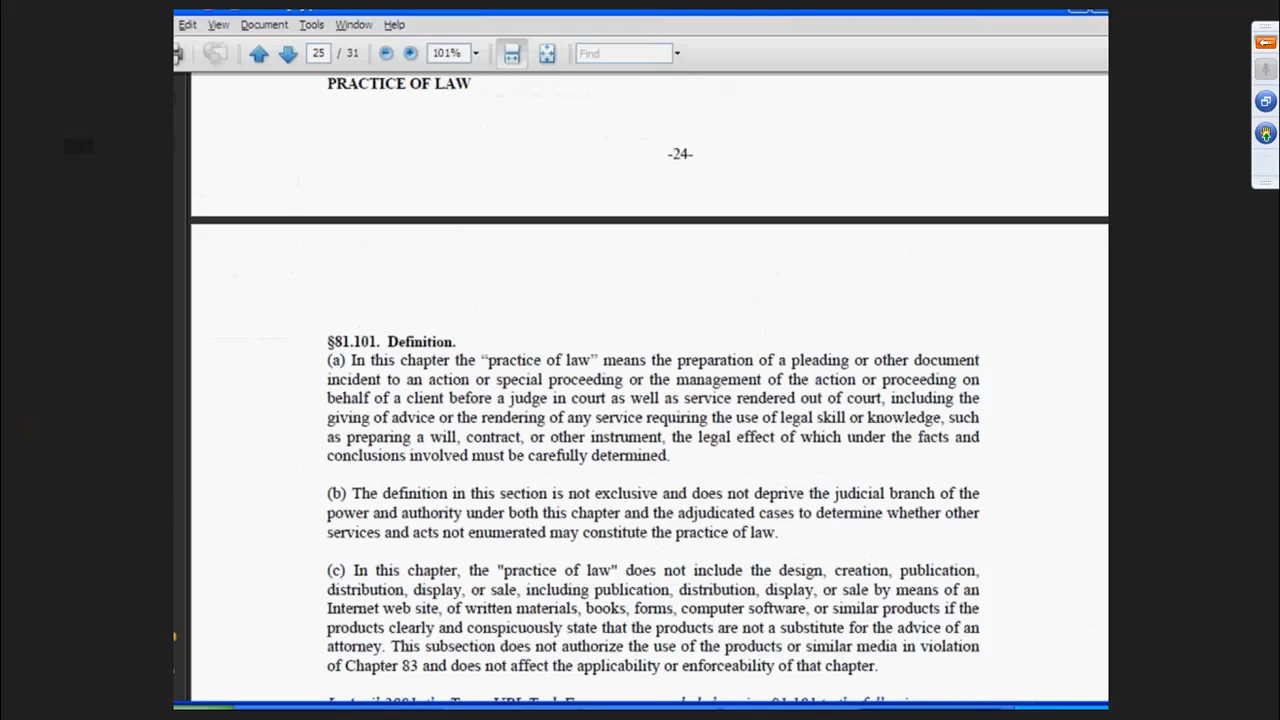 Edit View Document Tools Window Help
25 / 31 101% Find
PRACTICE OF LAW
-24-
§81.101. Definition.
(a) In this chapter the “practice of law” means the preparation of a pleading or other document
incident to an action or special proceeding or the management of the action or proceeding on
behalf of a client before a judge in court as well as service rendered out of court, including the
giving of advice or the rendering of any service requiring the use of legal skill or knowledge, such
as preparing a will, contract, or other instrument, the legal effect of which under the facts and
conclusions involved must be carefully determined.
(b) The definition in this section is not exclusive and does not deprive the judicial branch of the
power and authority under both this chapter and the adjudicated cases to determine whether other
services and acts not enumerated may constitute the practice of law.
(c) In this chapter, the "practice of law" does not include the design, creation, publication,
distribution, display, or sale, including publication, distribution, display, or sale by means of an
Internet web site, of written materials, books, forms, computer software, or similar products if the
products clearly and conspicuously state that the products are not a substitute for the advice of an
attorney. This subsection does not authorize the use of the products or similar media in violation
of Chapter 83 and does not affect the applicability or enforceability of that chapter.